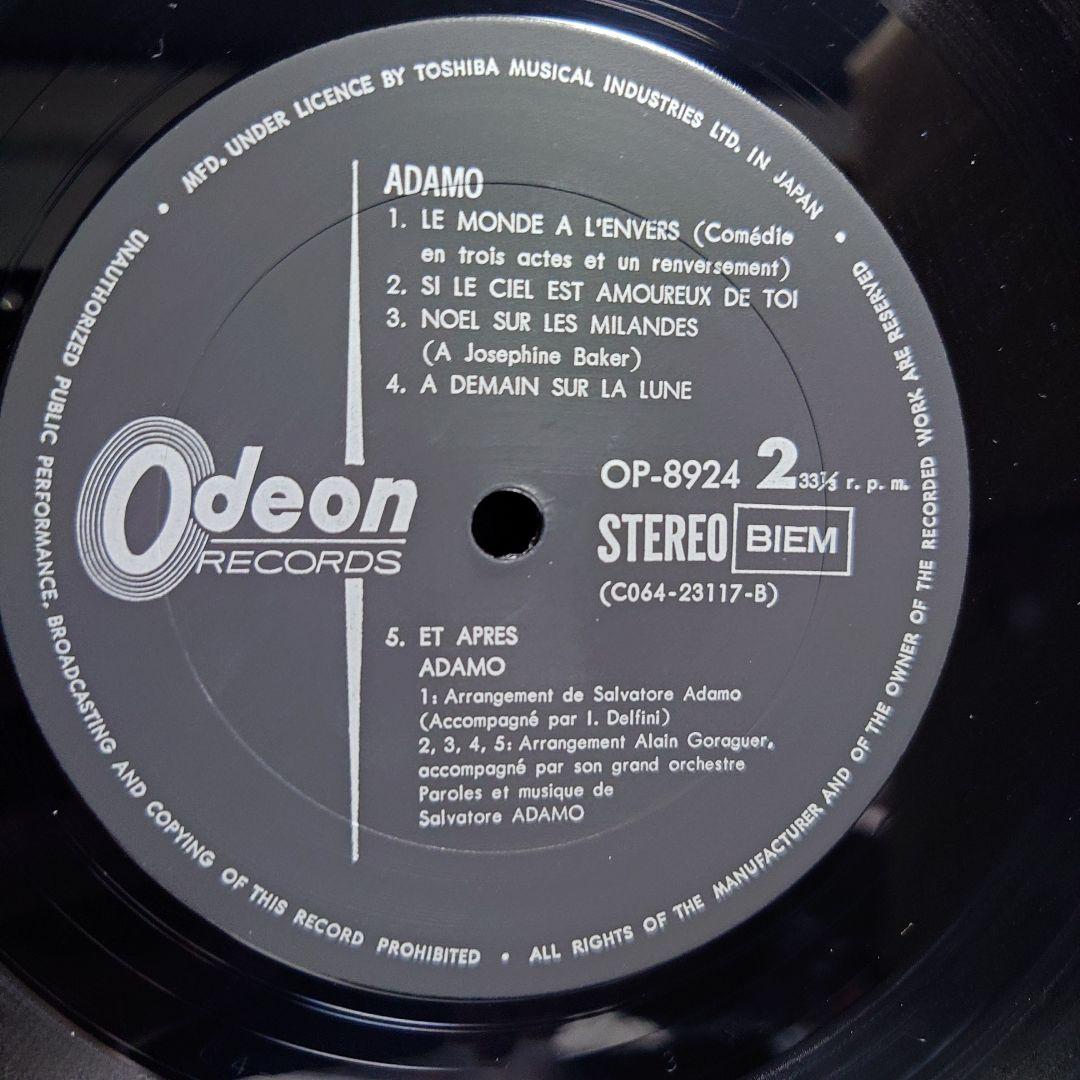 MFD. UNDER LICENCE BY TOSHIBA MUSICAL INDUSTRIES LTD. IN JAPAN
ADAMO
1. LE MONDE A L'ENVERS (Comédie
en trois actes et un renversement)
2. SI LE CIEL EST AMOUREUX DE TOI
3. NOEL SUR LES MILANDES
(A Josephine Baker)
4. A DEMAIN SUR LA LUNE
Odeon
RECORDS
OP-8924 2 33⅓ r. p. m.
STEREO BIEM
(C064-23117-B)
5. ET APRES
ADAMO
1: Arrangement de Salvatore Adamo
(Accompagné par I. Delfini)
2, 3, 4, 5: Arrangement Alain Goraguer,
accompagné par son grand orchestre
Paroles et musique de
Salvatore ADAMO
UNAUTHORIZED PUBLIC PERFORMANCE, BROADCASTING AND COPYING OF THIS RECORD PROHIBITED • ALL RIGHTS OF THE MANUFACTURER AND OF THE OWNER OF THE RECORDED WORK ARE RESERVED